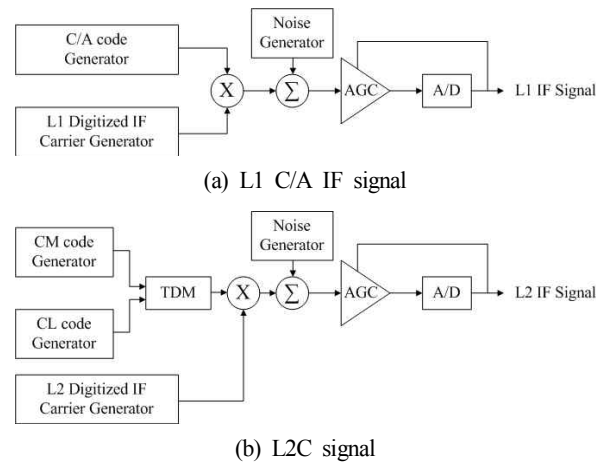 C/A code
Generator
Noise
Generator
X
Σ
AGC
A/D
L1 IF Signal
L1 Digitized IF
Carrier Generator
(a) L1 C/A IF signal
CM code
Generator
Noise
Generator
TDM
X
Σ
AGC
A/D
L2 IF Signal
CL code
Generator
L2 Digitized IF
Carrier Generator
(b) L2C signal